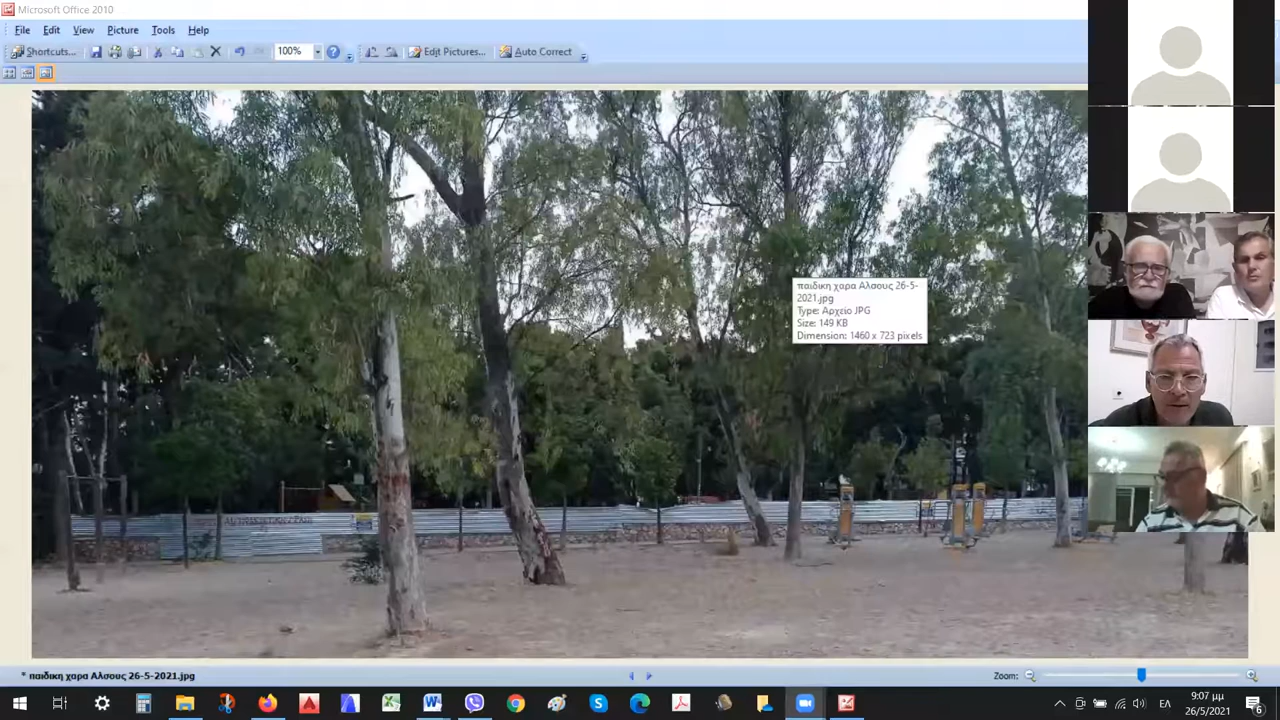 Microsoft Office 2010
File Edit View Picture Tools Help
Shortcuts... 100% Edit Pictures... Auto Correct
παιδικη χαρα Αλσους 26-5-
2021.jpg
Type: Αρχείο JPG
Size: 149 KB
Dimension: 1460 x 723 pixels
* παιδικη χαρα Αλσους 26-5-2021.jpg
Zoom:
ΕΛ
9:07 μμ
26/5/2021
6